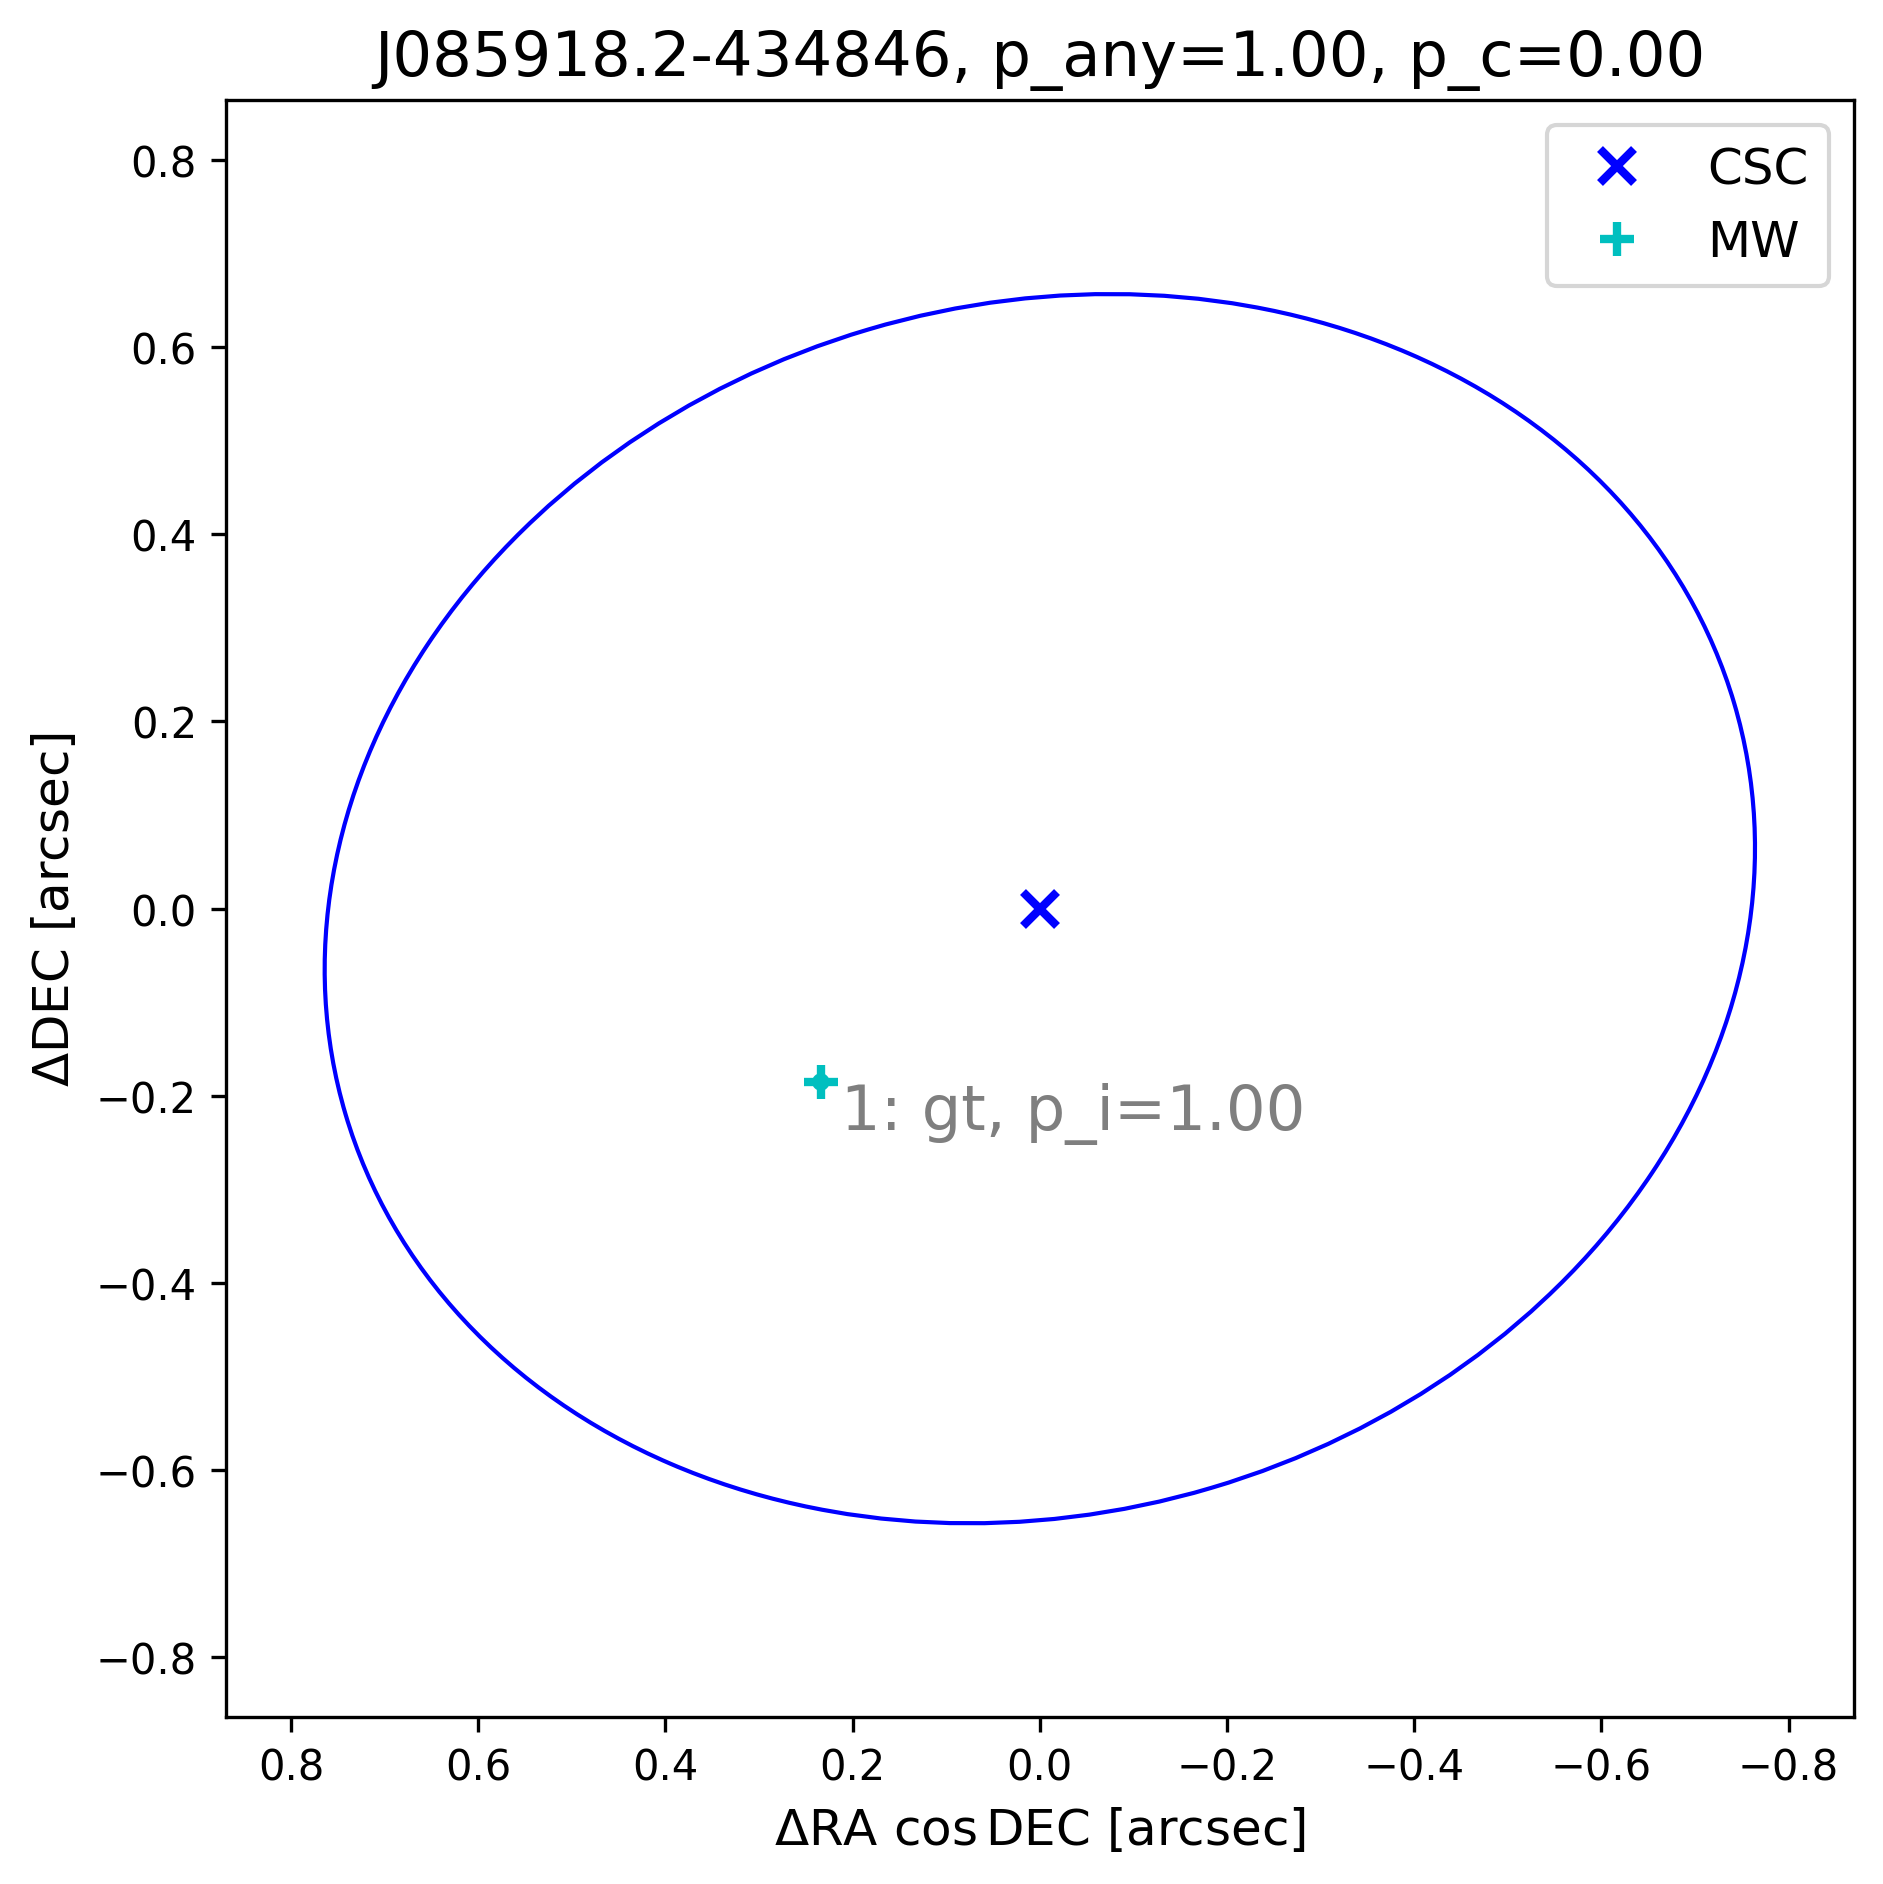 J085918.2-434846, p_any=1.00, p_c=0.00
CSC
MW
0.8
0.6
0.4
0.2
0.0
−0.2
−0.4
−0.6
−0.8
ΔDEC [arcsec]
1: gt, p_i=1.00
0.8 0.6 0.4 0.2 0.0 −0.2 −0.4 −0.6 −0.8
ΔRA cos DEC [arcsec]